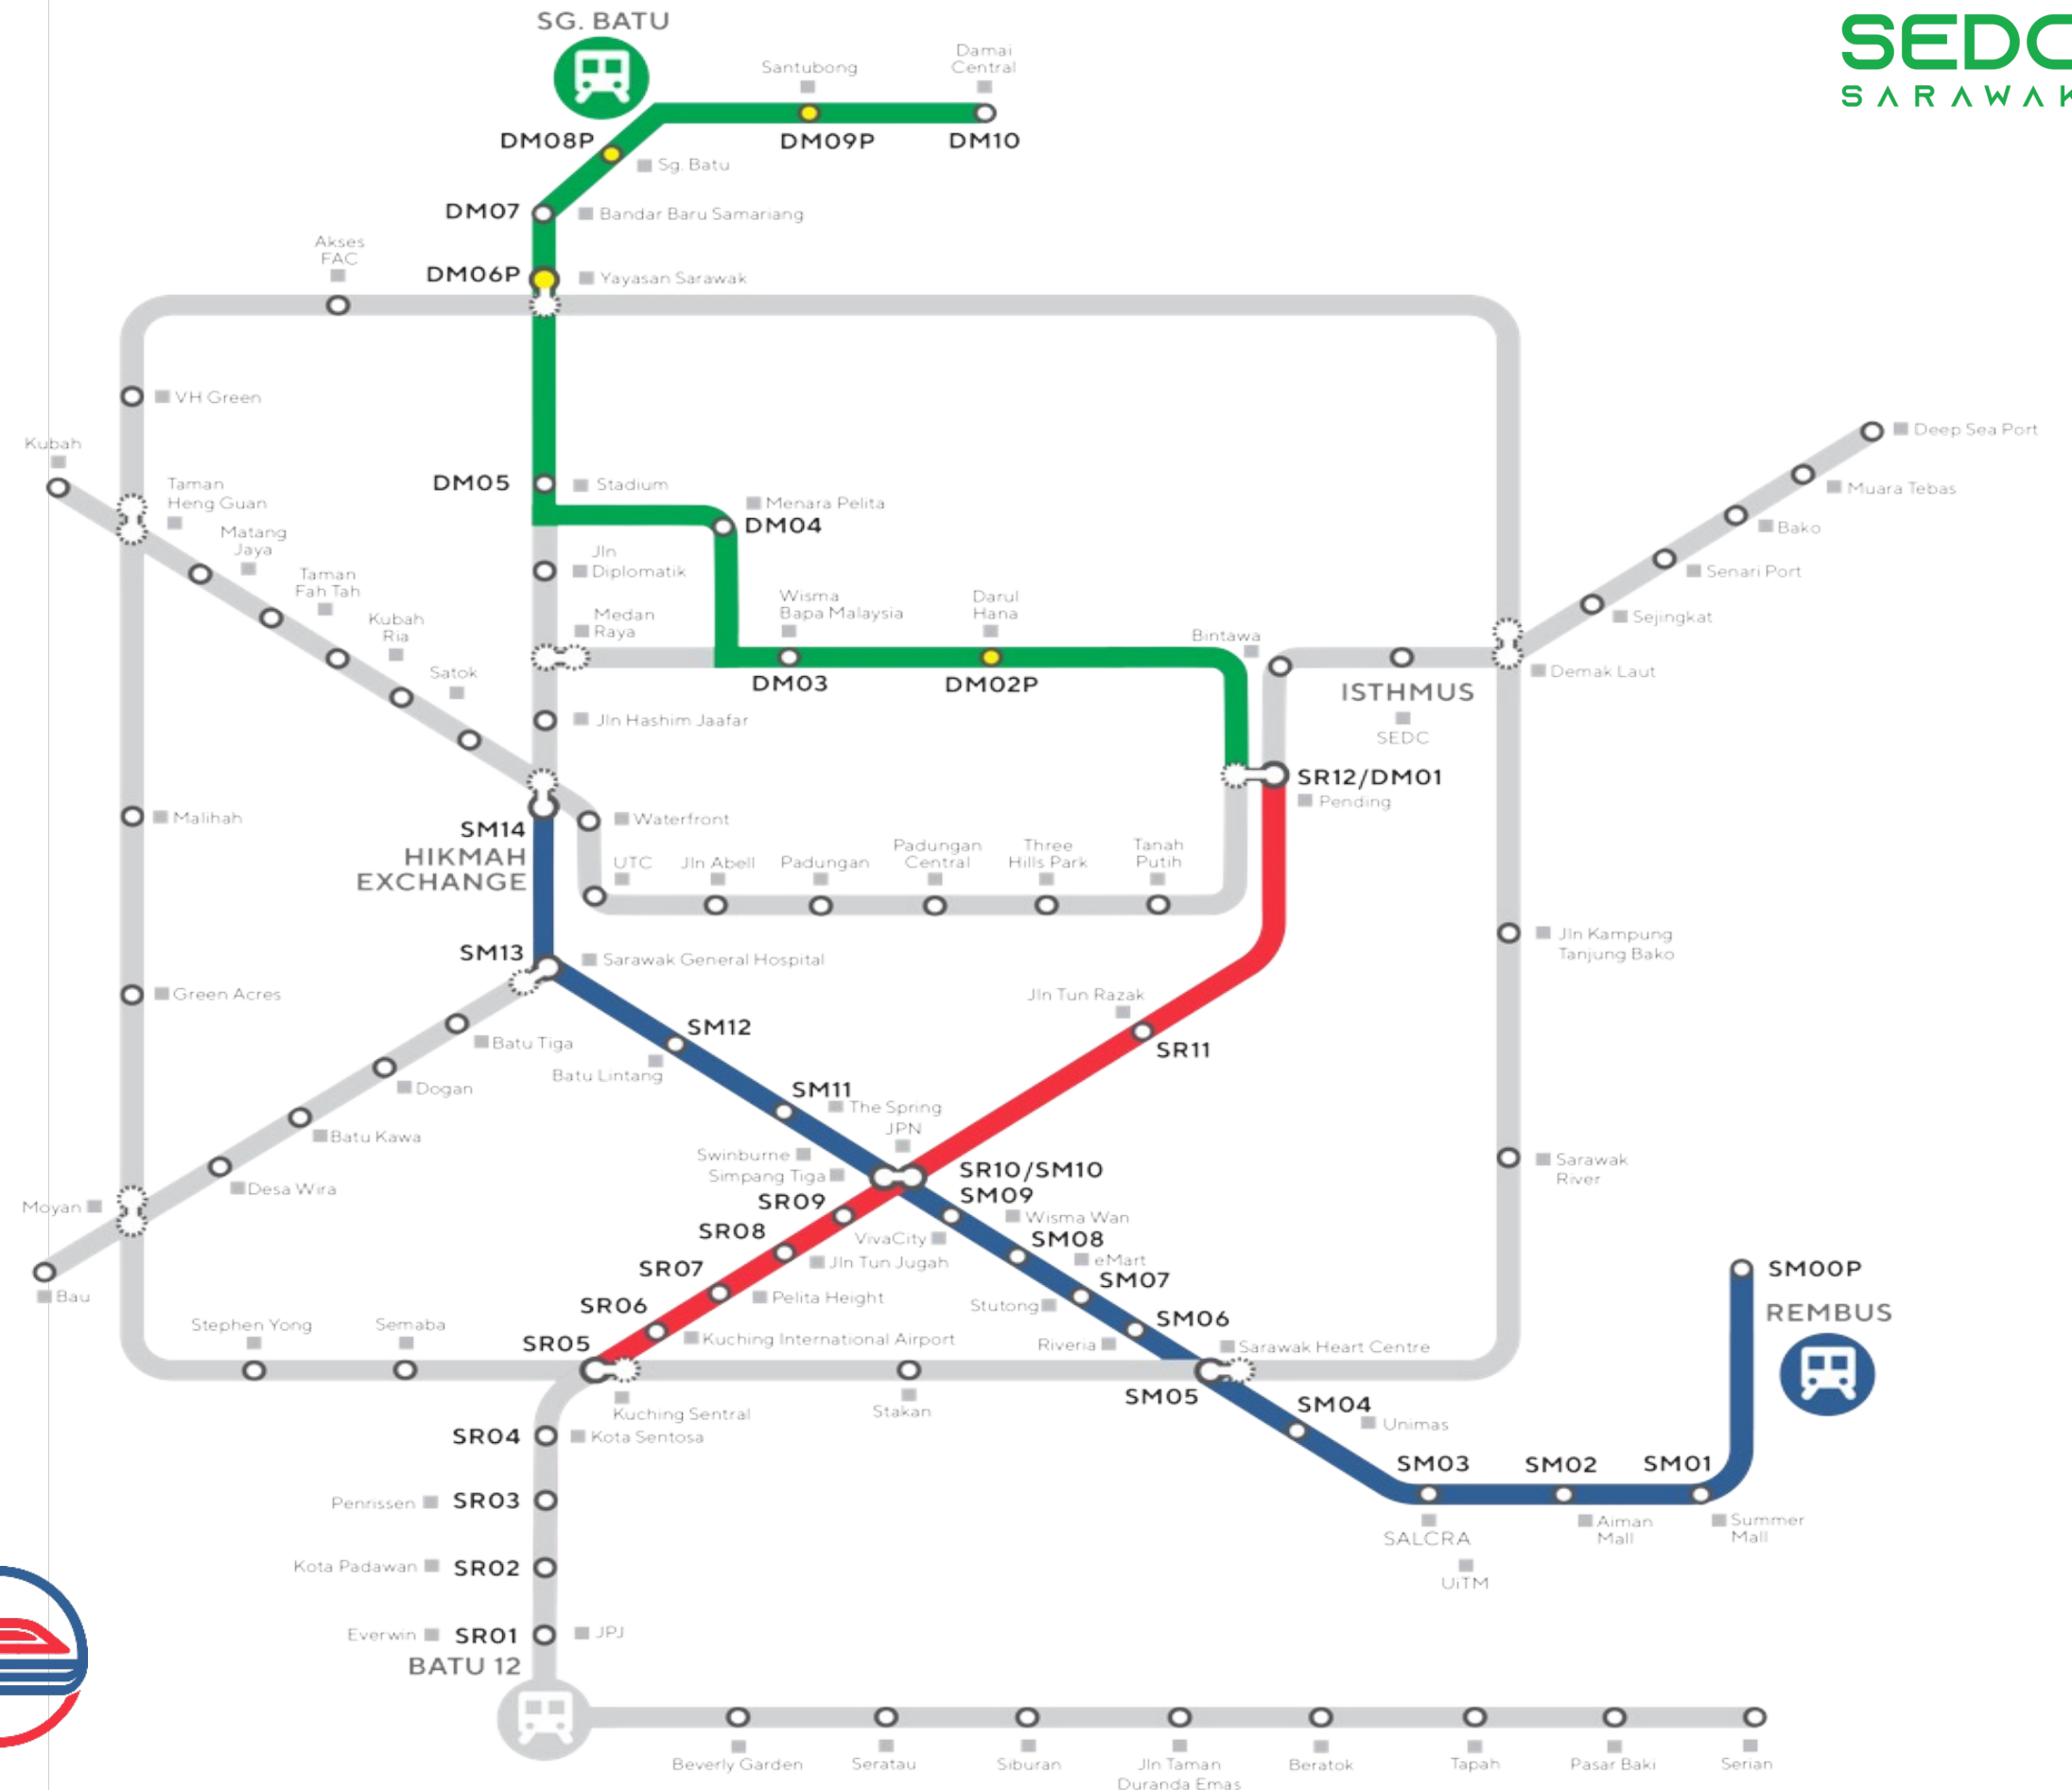 SG. BATU
SEDC
SARAWAK
Damai
Central
Santubong
DM08P
DM09P
DM10
Sg. Batu
DM07
Bandar Baru Samariang
Akses
FAC
DM06P
Yayasan Sarawak
VH Green
Kubah
Deep Sea Port
Taman
Heng Guan
DM05
Stadium
Muara Tebas
Menara Pelita
DM04
Matang
Jaya
Bako
Jln
Diplomatik
Senari Port
Taman
Fah Tah
Wisma
Bapa Malaysia
Darul
Hana
Kubah
Ria
Medan
Raya
Sejingkat
Bintawa
Satok
DM03
DM02P
ISTHMUS
Demak Laut
Jln Hashim Jaafar
SEDC
SR12/DM01
Pending
Malihah
Waterfront
SM14
HIKMAH
EXCHANGE
UTC
Jln Abell
Padungan
Padungan
Central
Three
Hills Park
Tanah
Putih
Jln Kampung
Tanjung Bako
SM13
Sarawak General Hospital
Green Acres
Jln Tun Razak
SM12
Batu Tiga
SR11
Batu Lintang
Dogan
SM11
The Spring
JPN
Batu Kawa
Swinburne
Simpang Tiga
SR10/SM10
Sarawak
River
Desa Wira
SR09
SM09
Moyan
Wisma Wan
SR08
VivaCity
SM08
Jln Tun Jugah
eMart
SR07
SM07
SM00P
Bau
Pelita Height
Stutong
REMBUS
SR06
SM06
Stephen Yong
Semaba
Kuching International Airport
Riveria
Sarawak Heart Centre
SR05
SM05
Kuching Sentral
Stakan
SM04
Unimas
SR04
Kota Sentosa
SM03
SM02
SM01
Penrissen
SR03
Aiman
Mall
Summer
Mall
SALCRA
Kota Padawan
SR02
UiTM
Everwin
SR01
JPJ
BATU 12
Beverly Garden
Seratau
Siburan
Jln Taman
Duranda Emas
Beratok
Tapah
Pasar Baki
Serian